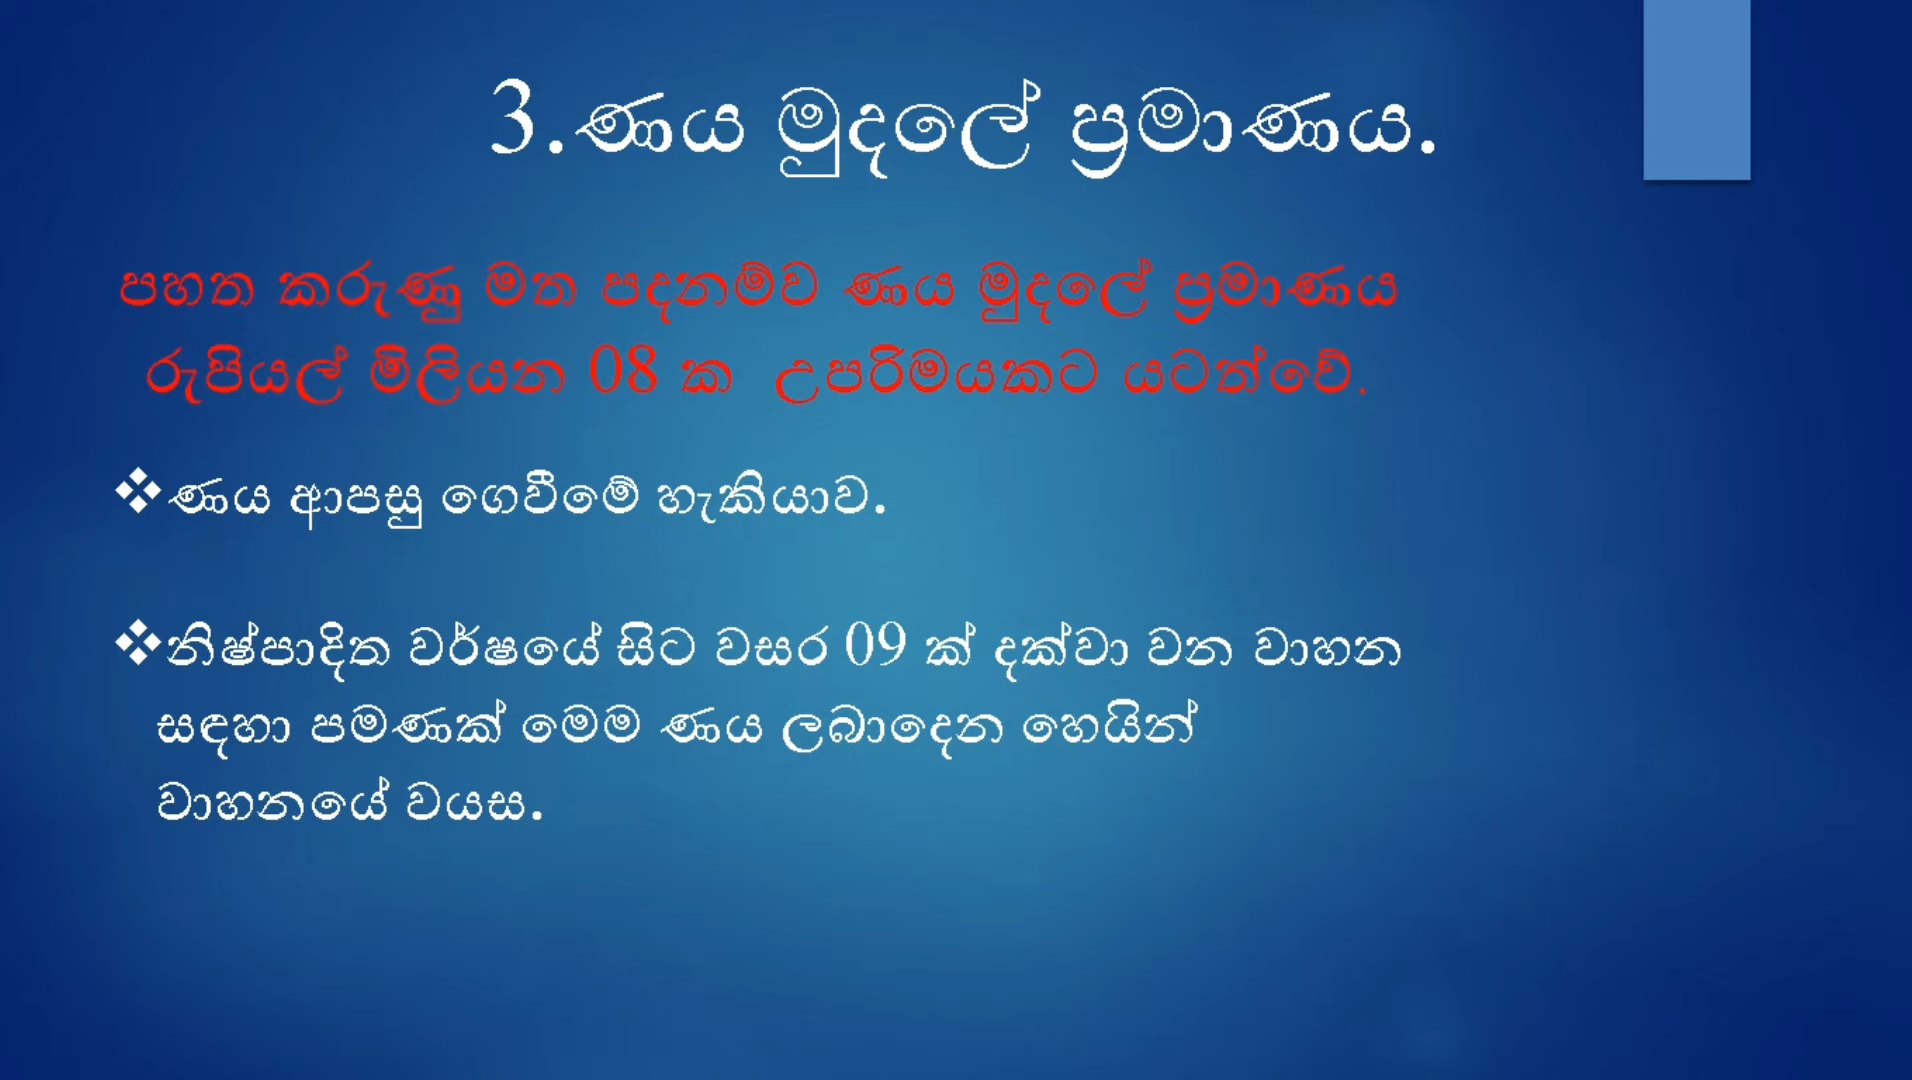 3.ණය මුදලේ ප්‍රමාණය.
පහත කරුණු මත පදනම්ව ණය මුදලේ ප්‍රමාණය
රුපියල් මිලියන 08 ක උපරිමයකට යටත්වේ.
❖ණය ආපසු ගෙවීමේ හැකියාව.
❖නිෂ්පාදිත වර්ෂයේ සිට වසර 09 ක් දක්වා වන වාහන
සඳහා පමණක් මෙම ණය ලබාදෙන හෙයින්
වාහනයේ වයස.